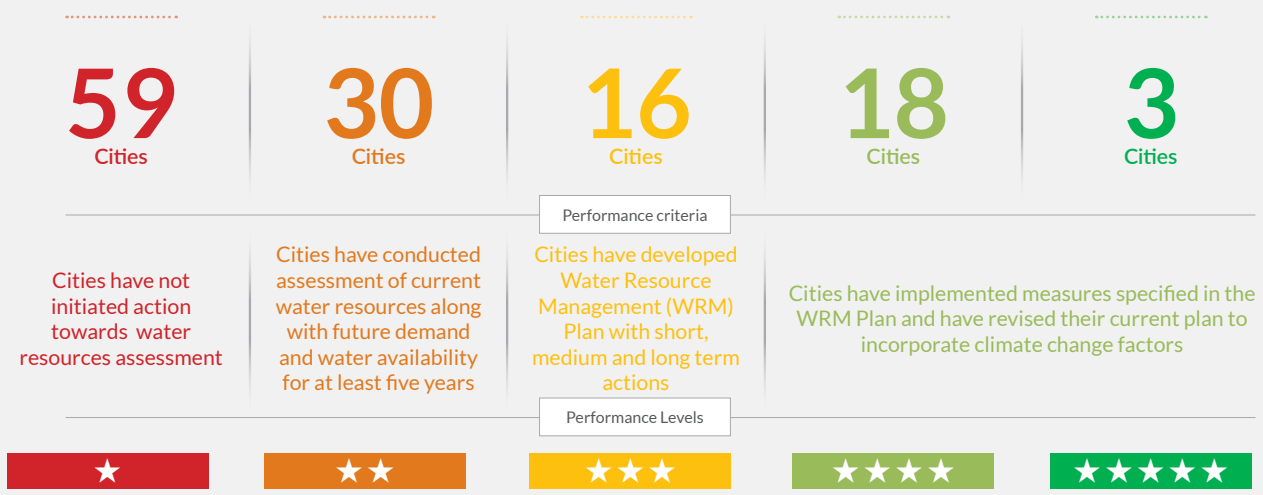 59
Cities
30
Cities
16
Cities
18
Cities
3
Cities
Performance criteria
Cities have not
initiated action
towards water
resources assessment
Cities have conducted
assessment of current
water resources along
with future demand
and water availability
for at least five years
Cities have developed
Water Resource
Management (WRM)
Plan with short,
medium and long term
actions
Cities have implemented measures specified in the
WRM Plan and have revised their current plan to
incorporate climate change factors
Performance Levels